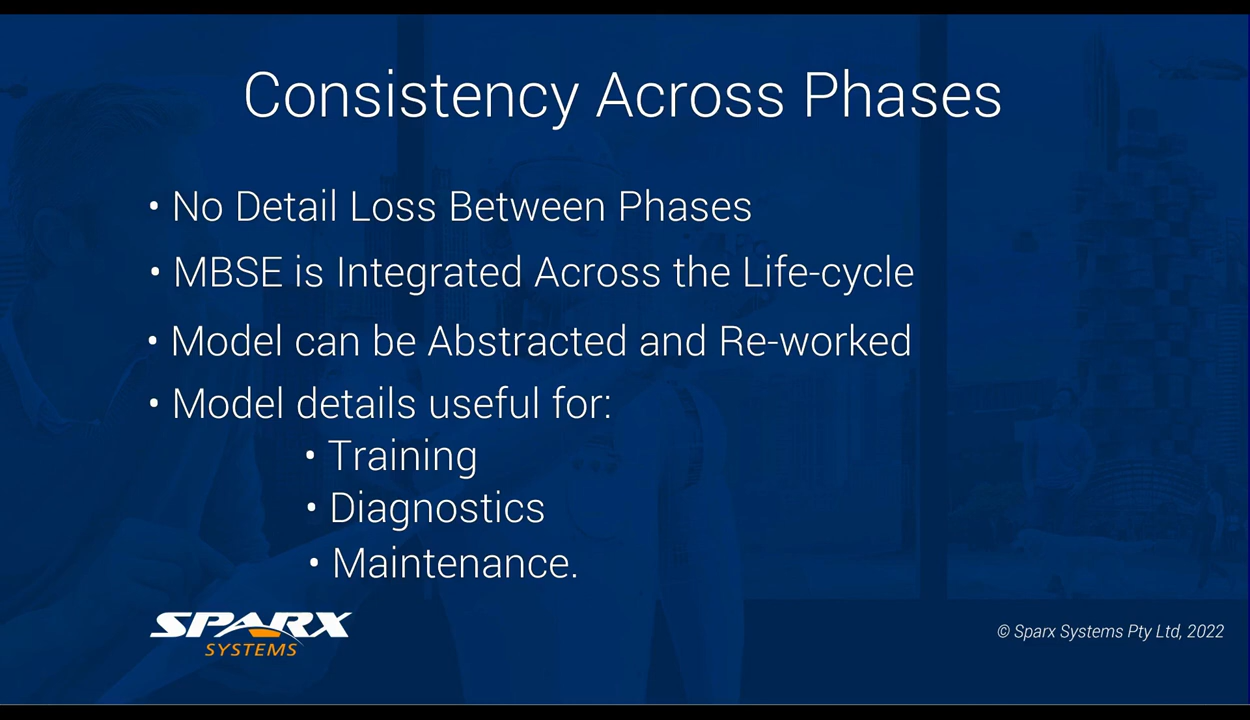 Consistency Across Phases
• No Detail Loss Between Phases
• MBSE is Integrated Across the Life-cycle
• Model can be Abstracted and Re-worked
• Model details useful for:
• Training
• Diagnostics
• Maintenance.
SPARX
SYSTEMS
© Sparx Systems Pty Ltd, 2022